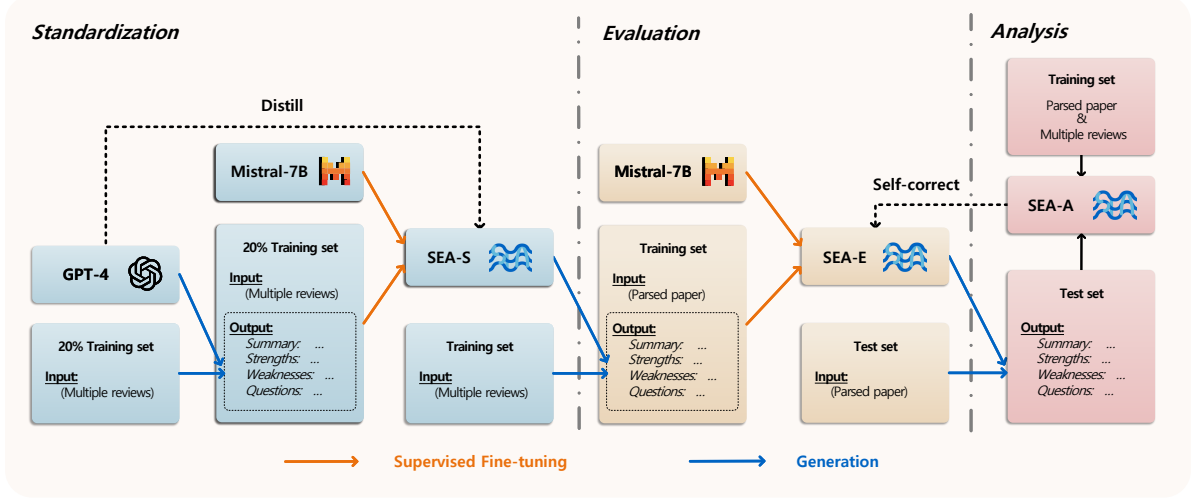 Standardization
Distill
Mistral-7B
GPT-4
20% Training set
Input:
(Multiple reviews)
20% Training set
Input:
(Multiple reviews)
Output:
Summary: ...
Strengths: ...
Weaknesses: ...
Questions: ...
SEA-S
Training set
Input:
(Multiple reviews)
Evaluation
Mistral-7B
Training set
Input:
(Parsed paper)
Output:
Summary: ...
Strengths: ...
Weaknesses: ...
Questions: ...
Self-correct
SEA-E
Test set
Input:
(Parsed paper)
Analysis
Training set
Parsed paper
&
Multiple reviews
SEA-A
Test set
Output:
Summary: ...
Strengths: ...
Weaknesses: ...
Questions: ...
Supervised Fine-tuning
Generation